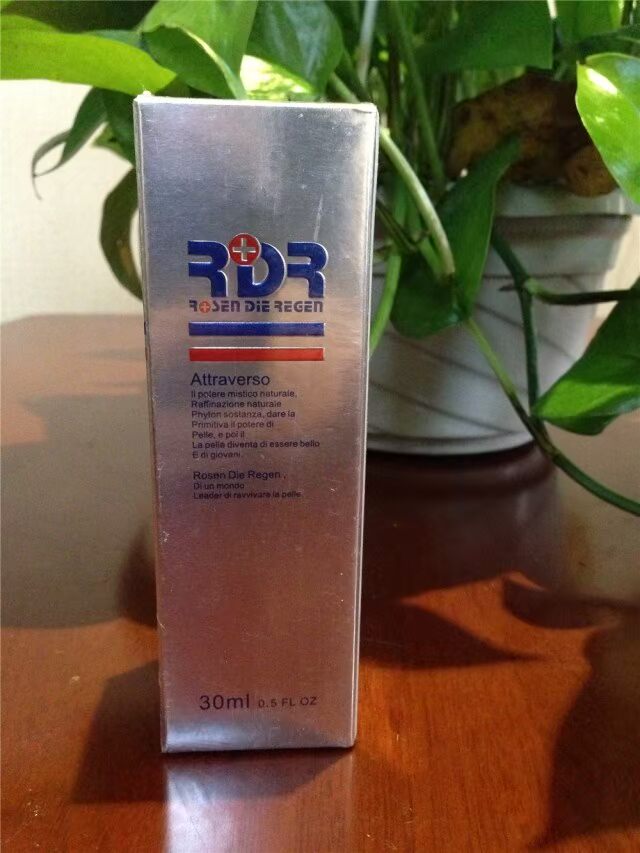 RDR
ROSEN DIE REGEN
Attraverso
Il potere mistico naturale,
Raffinazione naturale
Phyton sostanza, dare la
Primitiva il potere di
Pelle, e poi il
La pella diventa di essere bello
E di giovani.
Rosen Die Regen,
Di un mondo
Leader di ravvivare la pelle
30ml 0.5 FL OZ